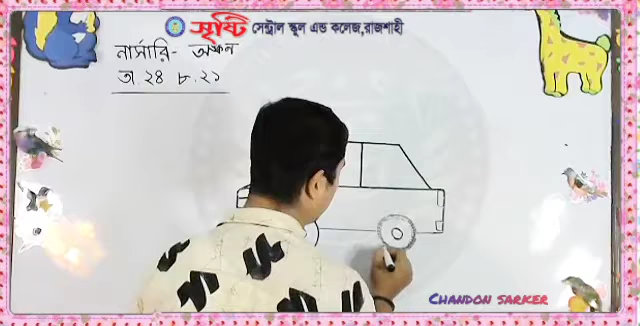 সৃষ্টি সেন্ট্রাল স্কুল এন্ড কলেজ,রাজশাহী
নার্সারি- অঙ্কন
তা ২৪ ৮.২১
CHANDON SARKER